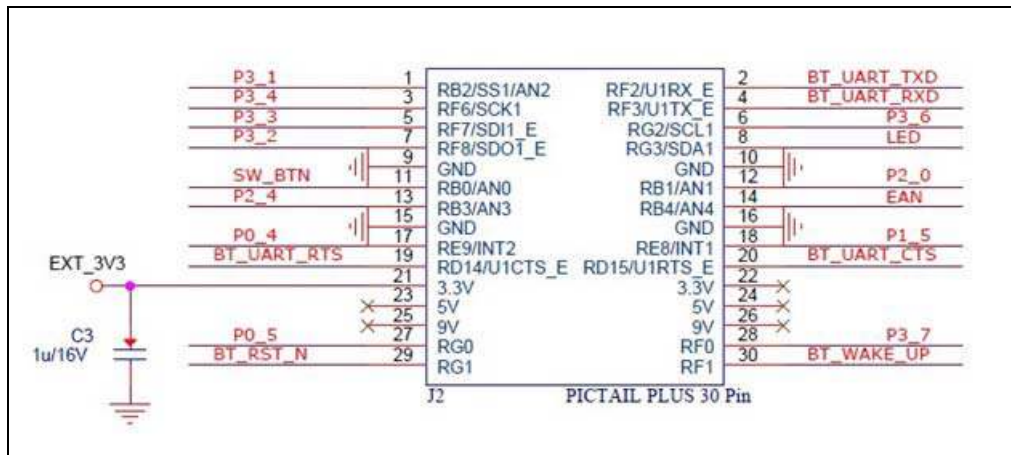 P3_1 1 RB2/SS1/AN2 RF2/U1RX_E 2 BT_UART_TXD
P3_4 3 RF6/SCK1 RF3/U1TX_E 4 BT_UART_RXD
P3_3 5 RF7/SDI1_E RG2/SCL1 6 P3_6
P3_2 7 RF8/SDO1_E RG3/SDA1 8 LED
9 GND GND 10
SW_BTN 11 RB0/AN0 RB1/AN1 12 P2_0
P2_4 13 RB3/AN3 RB4/AN4 14 EAN
15 GND GND 16
P0_4 17 RE9/INT2 RE8/INT1 18 P1_5
BT_UART_RTS 19 RD14/U1CTS_E RD15/U1RTS_E 20 BT_UART_CTS
EXT_3V3 21 3.3V 3.3V 22
23 5V 5V 24
25 9V 9V 26
P0_5 27 RG0 RF0 28 P3_7
BT_RST_N 29 RG1 RF1 30 BT_WAKE_UP
C3
1u/16V
J2 PICTAIL PLUS 30 Pin